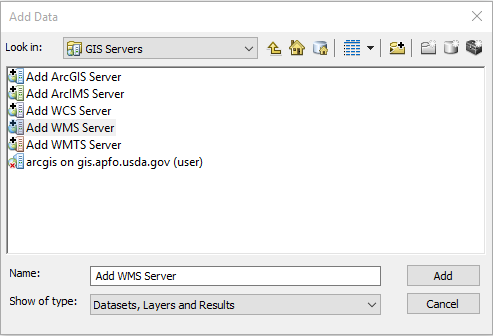 Add Data
Look in: GIS Servers
Add ArcGIS Server
Add ArcIMS Server
Add WCS Server
Add WMS Server
Add WMTS Server
arcgis on gis.apfo.usda.gov (user)
Name: Add WMS Server Add
Show of type: Datasets, Layers and Results Cancel